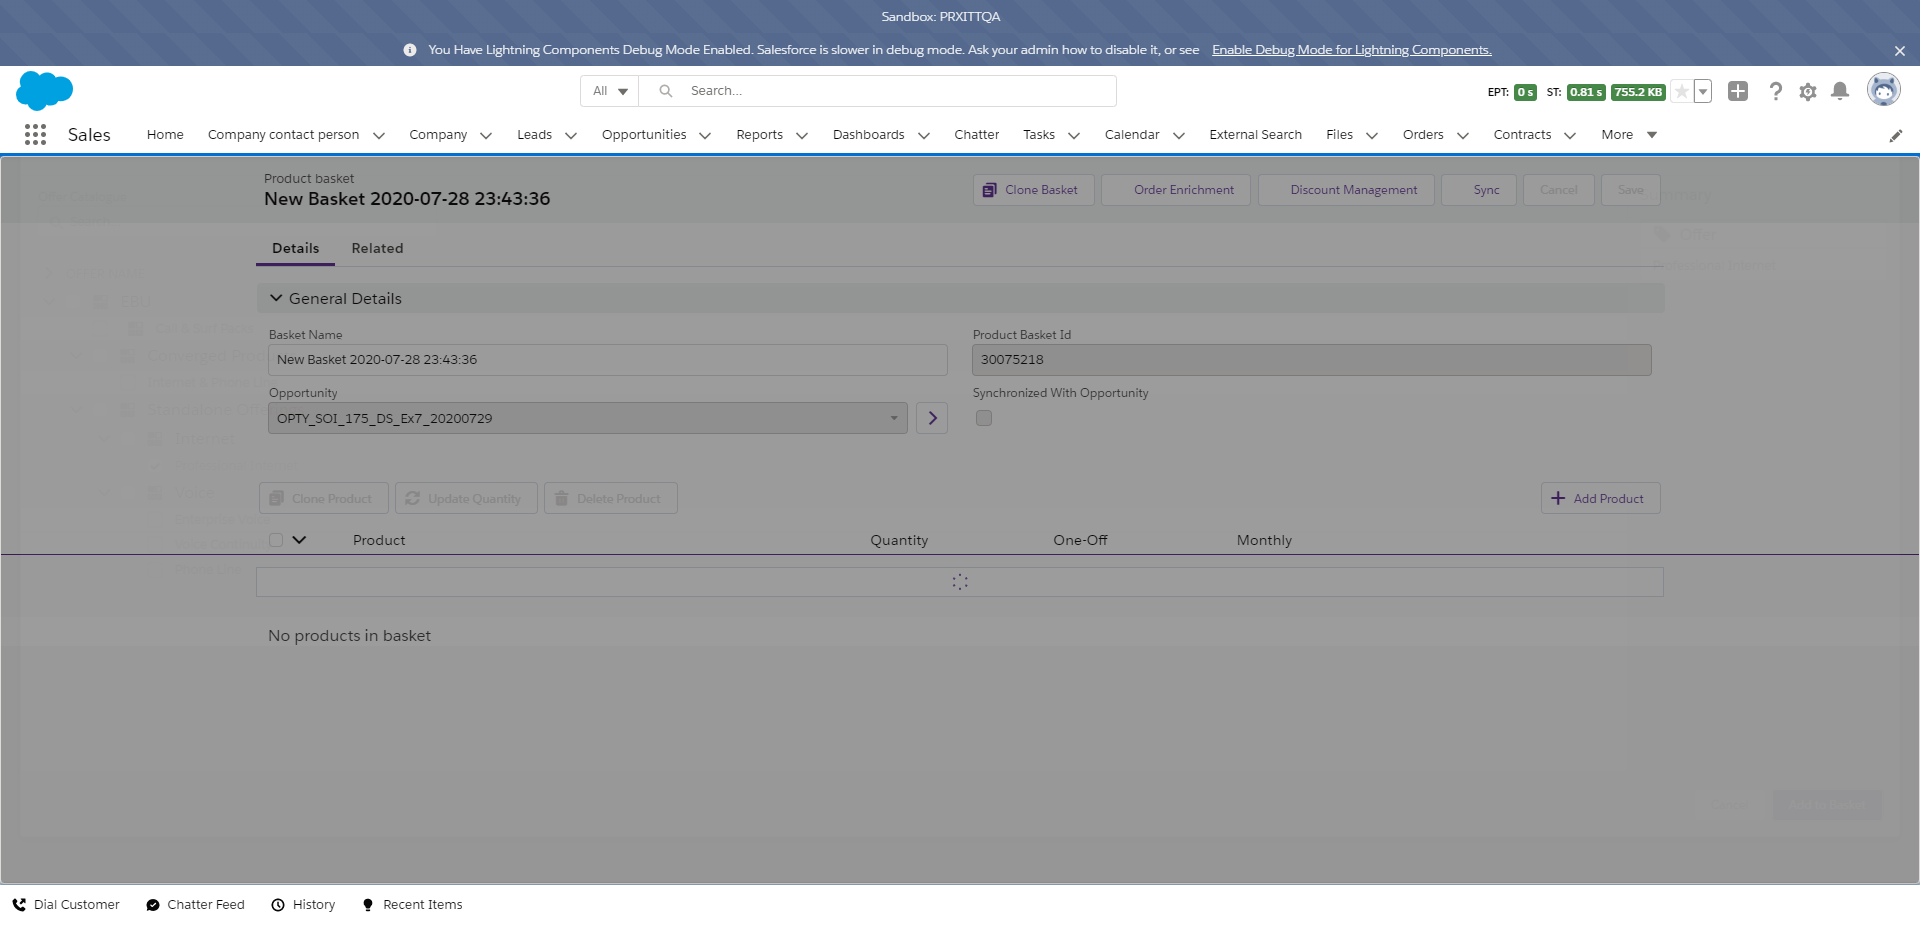 Sandbox: PRXITTQA
You Have Lightning Components Debug Mode Enabled. Salesforce is slower in debug mode. Ask your admin how to disable it, or see Enable Debug Mode for Lightning Components.
All Search... EPT: 0 s ST: 0.81 s 755.2 KB
Sales Home Company contact person Company Leads Opportunities Reports Dashboards Chatter Tasks Calendar External Search Files Orders Contracts More
Product basket
New Basket 2020-07-28 23:43:36
Clone Basket Order Enrichment Discount Management Sync Cancel Save
Offer
Details Related
General Details
Basket Name Product Basket Id
New Basket 2020-07-28 23:43:36 30075218
Opportunity Synchronized With Opportunity
OPTY_SOI_175_DS_Ex7_20200729
Internet
Voice
Clone Product Update Quantity Delete Product Add Product
Product Quantity One-Off Monthly
No products in basket
Add to Basket
Dial Customer Chatter Feed History Recent Items